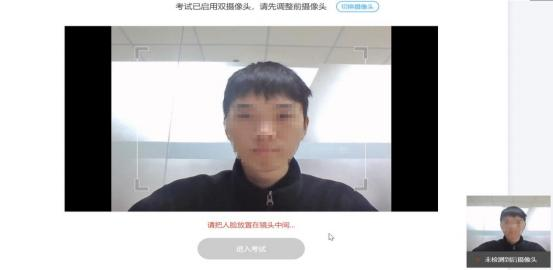 考试已启用双摄像头，请先调整前摄像头 切换摄像头
请把人脸放置在镜头中间...
进入考试
未检测到后摄像头